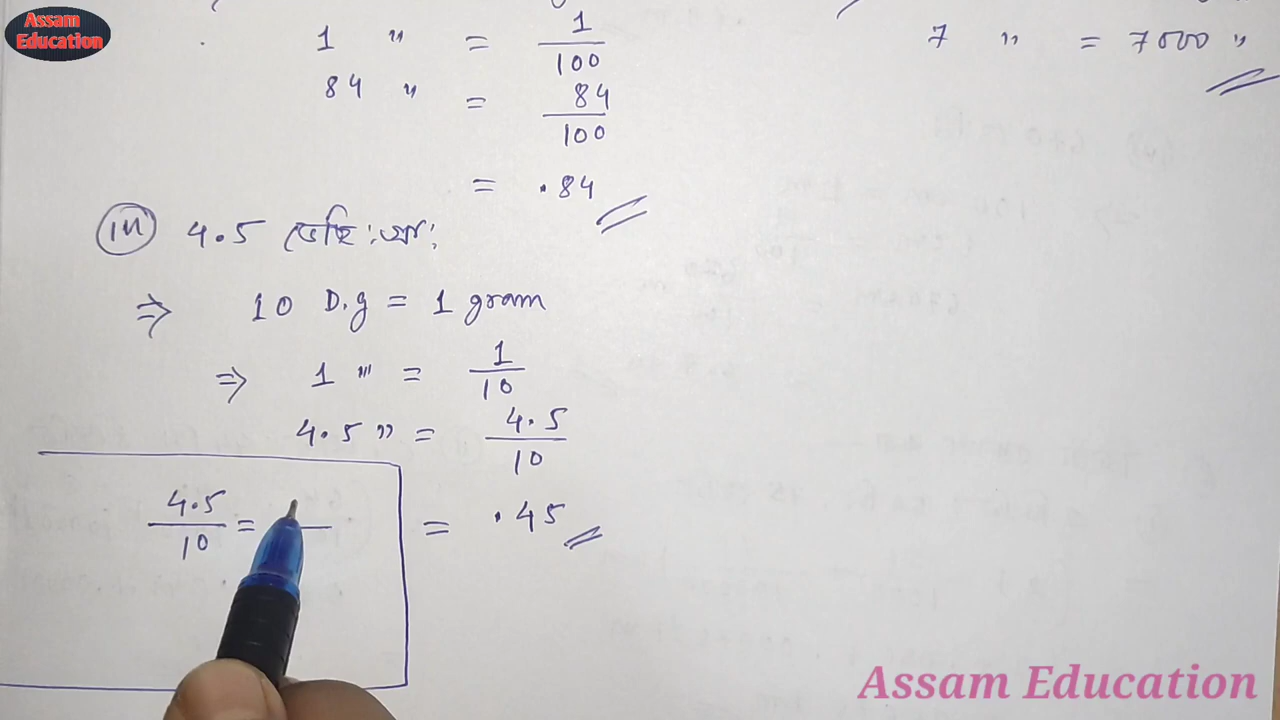 Assam
Education
1 " = 1/100
84 " = 84/100
= .84
7 " = 7000 "
(iii) 4.5 ডেচি:গ্ৰা:
⇒ 10 D.g = 1 gram
⇒ 1 " = 1/10
4.5 " = 4.5/10
= .45
4.5/10 =
Assam Education